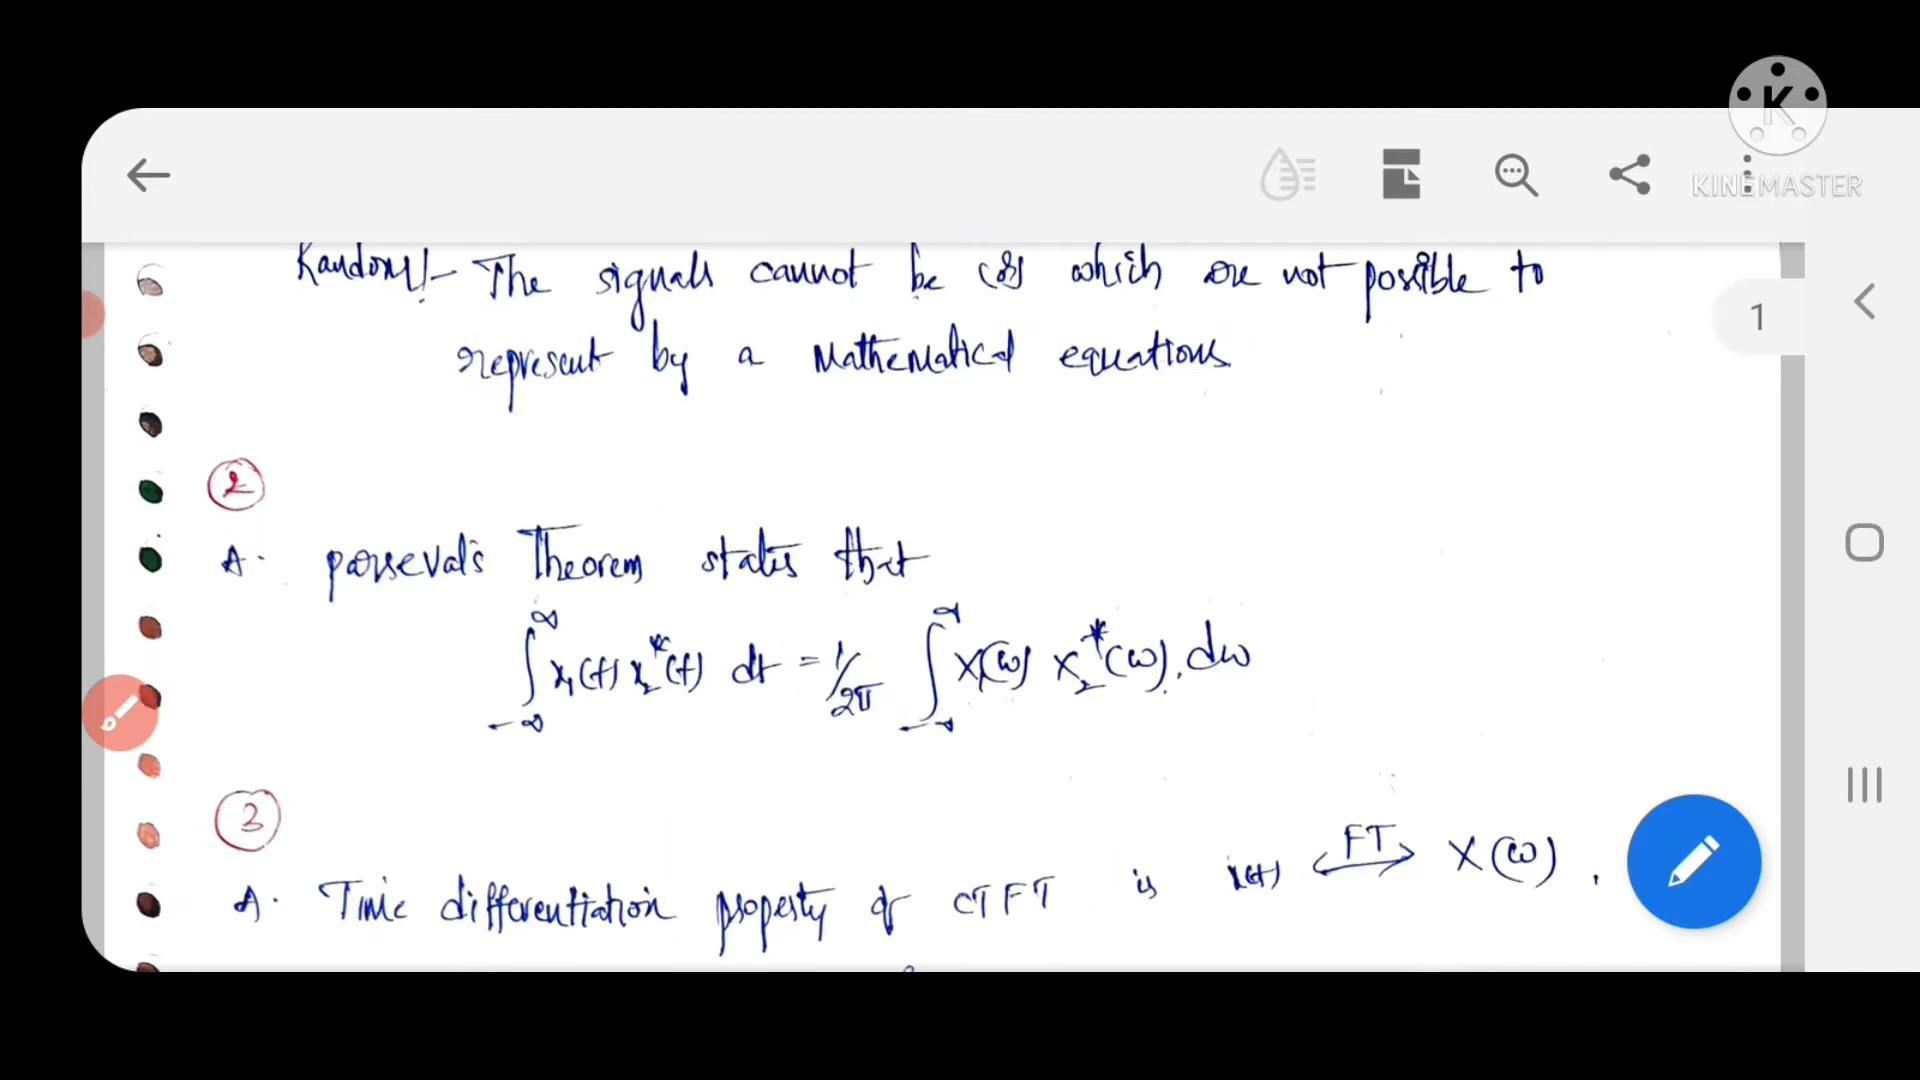 K
KINEMASTER
1
Random:- The signals cannot be (or) which are not possible to
represent by a Mathematical equations
2
A. parseval's Theorem states that
∫_{-∞}^{∞} x₁(t) x₂*(t) dt = 1/2π ∫_{-∞}^{∞} X₁(ω) X₂*(ω). dω
3
A. Time differentiation property of CTFT is x(t) ⟷^{FT} X(ω).